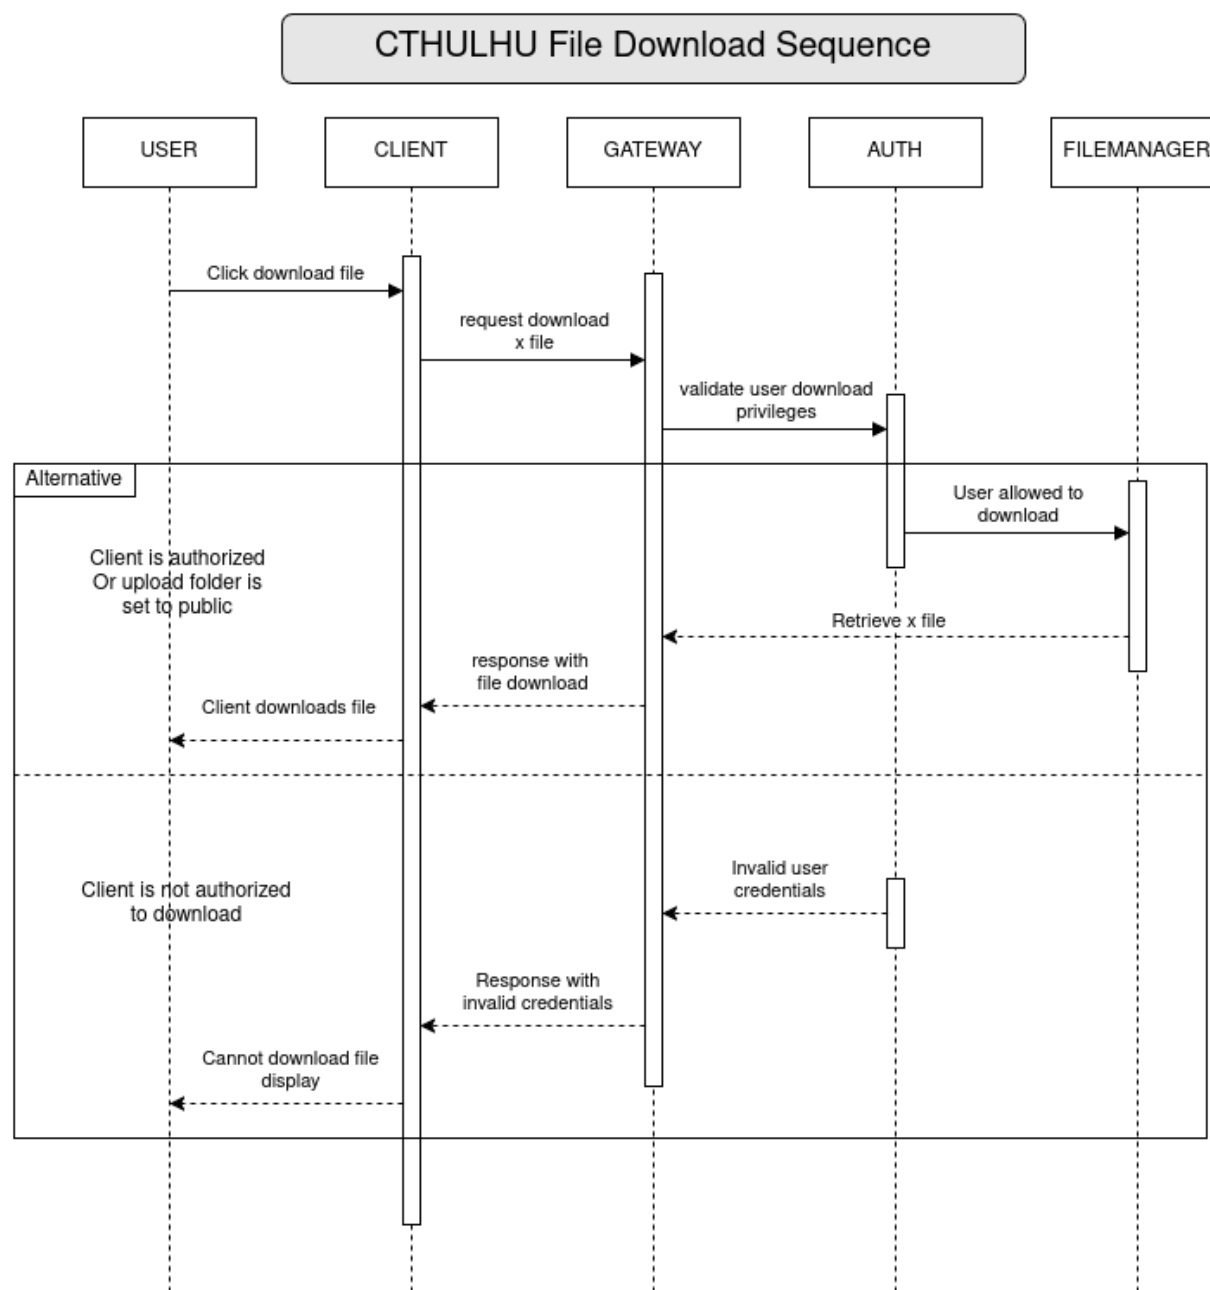 CTHULHU File Download Sequence
USER
CLIENT
GATEWAY
AUTH
FILEMANAGER
Click download file
request download
x file
validate user download
privileges
Alternative
User allowed to
download
Client is authorized
Or upload folder is
set to public
Retrieve x file
response with
file download
Client downloads file
Invalid user
credentials
Client is not authorized
to download
Response with
invalid credentials
Cannot download file
display